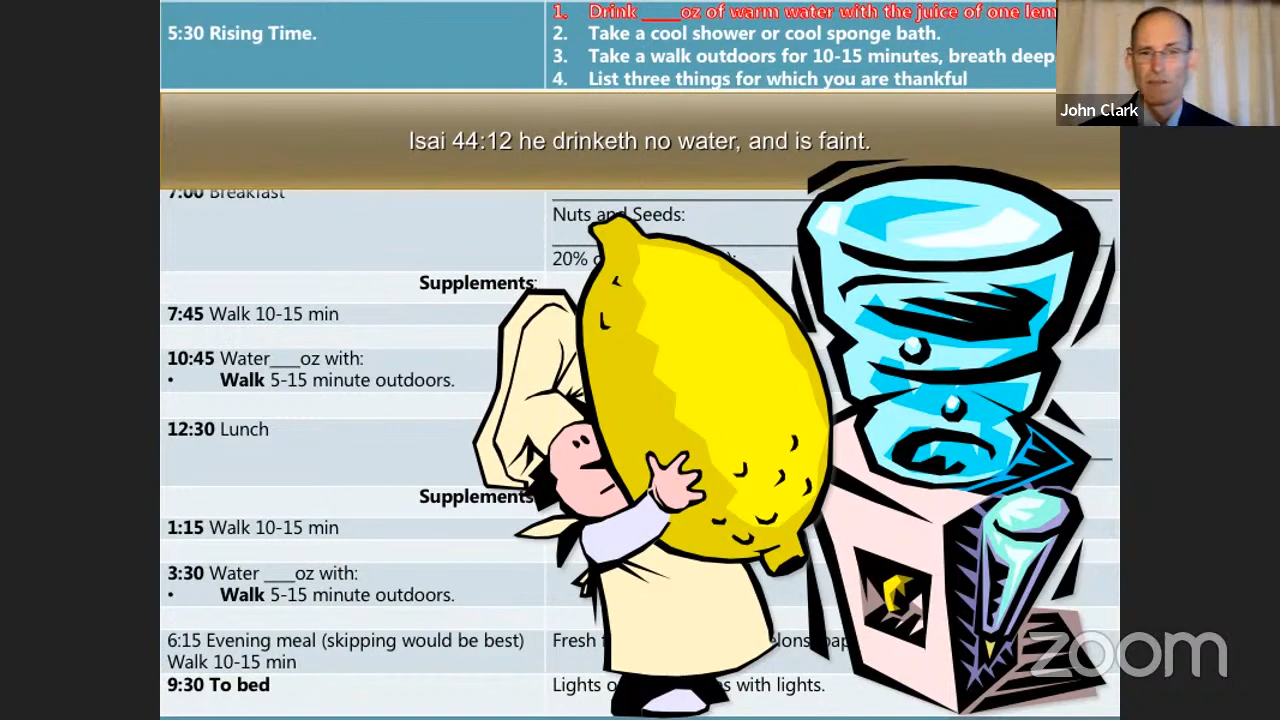 5:30 Rising Time.
1. Drink ____oz of warm water with the juice of one lem
2. Take a cool shower or cool sponge bath.
3. Take a walk outdoors for 10-15 minutes, breath deep
4. List three things for which you are thankful
John Clark
Isai 44:12 he drinketh no water, and is faint.
7:00 Breakfast
Nuts and Seeds:
20%
Supplements:
7:45 Walk 10-15 min
10:45 Water___oz with:
• Walk 5-15 minute outdoors.
12:30 Lunch
Supplements
1:15 Walk 10-15 min
3:30 Water ___oz with:
• Walk 5-15 minute outdoors.
6:15 Evening meal (skipping would be best)
Fresh
Walk 10-15 min
9:30 To bed
Lights
with lights.
zoom